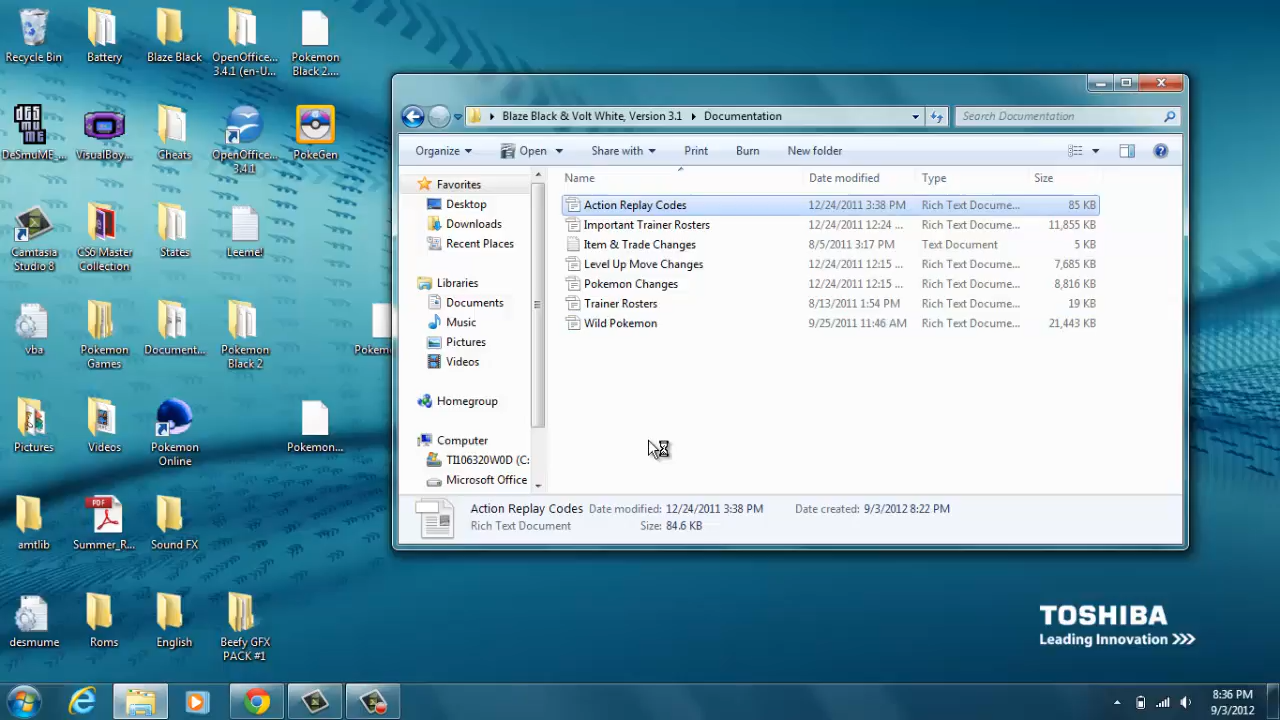 Recycle Bin
Battery
Blaze Black
OpenOffice... 3.4.1 (en-U...
Pokemon Black 2....
DeSmuME_...
VisualBoy...
Cheats
OpenOffice... 3.4.1
PokeGen
Camtasia Studio 8
CS6 Master Collection
States
Leeme!
vba
Pokemon Games
Document...
Pokemon Black 2
Pokem
Pictures
Videos
Pokemon Online
Pokemon...
amtlib
PDF
Summer_R...
Sound FX
desmume
Roms
English
Beefy GFX PACK #1
Blaze Black & Volt White, Version 3.1
Documentation
Search Documentation
Organize
Open
Share with
Print
Burn
New folder
Favorites
Desktop
Downloads
Recent Places
Libraries
Documents
Music
Pictures
Videos
Homegroup
Computer
TI106320W0D (C:
Microsoft Office
Name Date modified Type Size
Action Replay Codes 12/24/2011 3:38 PM Rich Text Docume... 85 KB
Important Trainer Rosters 12/24/2011 12:24 ... Rich Text Docume... 11,855 KB
Item & Trade Changes 8/5/2011 3:17 PM Text Document 5 KB
Level Up Move Changes 12/24/2011 12:15 ... Rich Text Docume... 7,685 KB
Pokemon Changes 12/24/2011 12:15 ... Rich Text Docume... 8,816 KB
Trainer Rosters 8/13/2011 1:54 PM Rich Text Docume... 19 KB
Wild Pokemon 9/25/2011 11:46 AM Rich Text Docume... 21,443 KB
Action Replay Codes Date modified: 12/24/2011 3:38 PM Date created: 9/3/2012 8:22 PM
Rich Text Document Size: 84.6 KB
TOSHIBA
Leading Innovation >>>
8:36 PM
9/3/2012